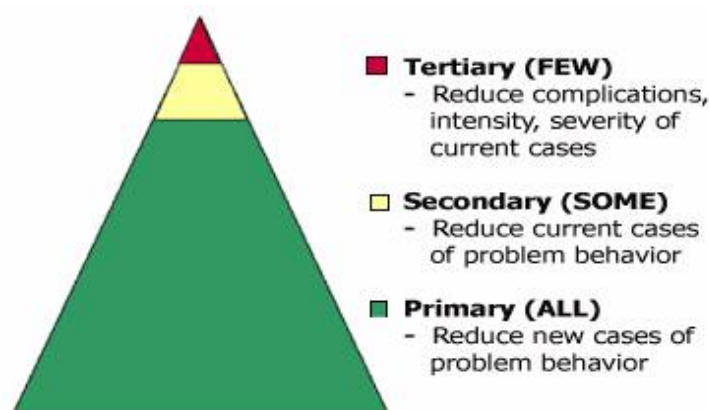 Tertiary (FEW)
- Reduce complications,
intensity, severity of
current cases
Secondary (SOME)
- Reduce current cases
of problem behavior
Primary (ALL)
- Reduce new cases of
problem behavior